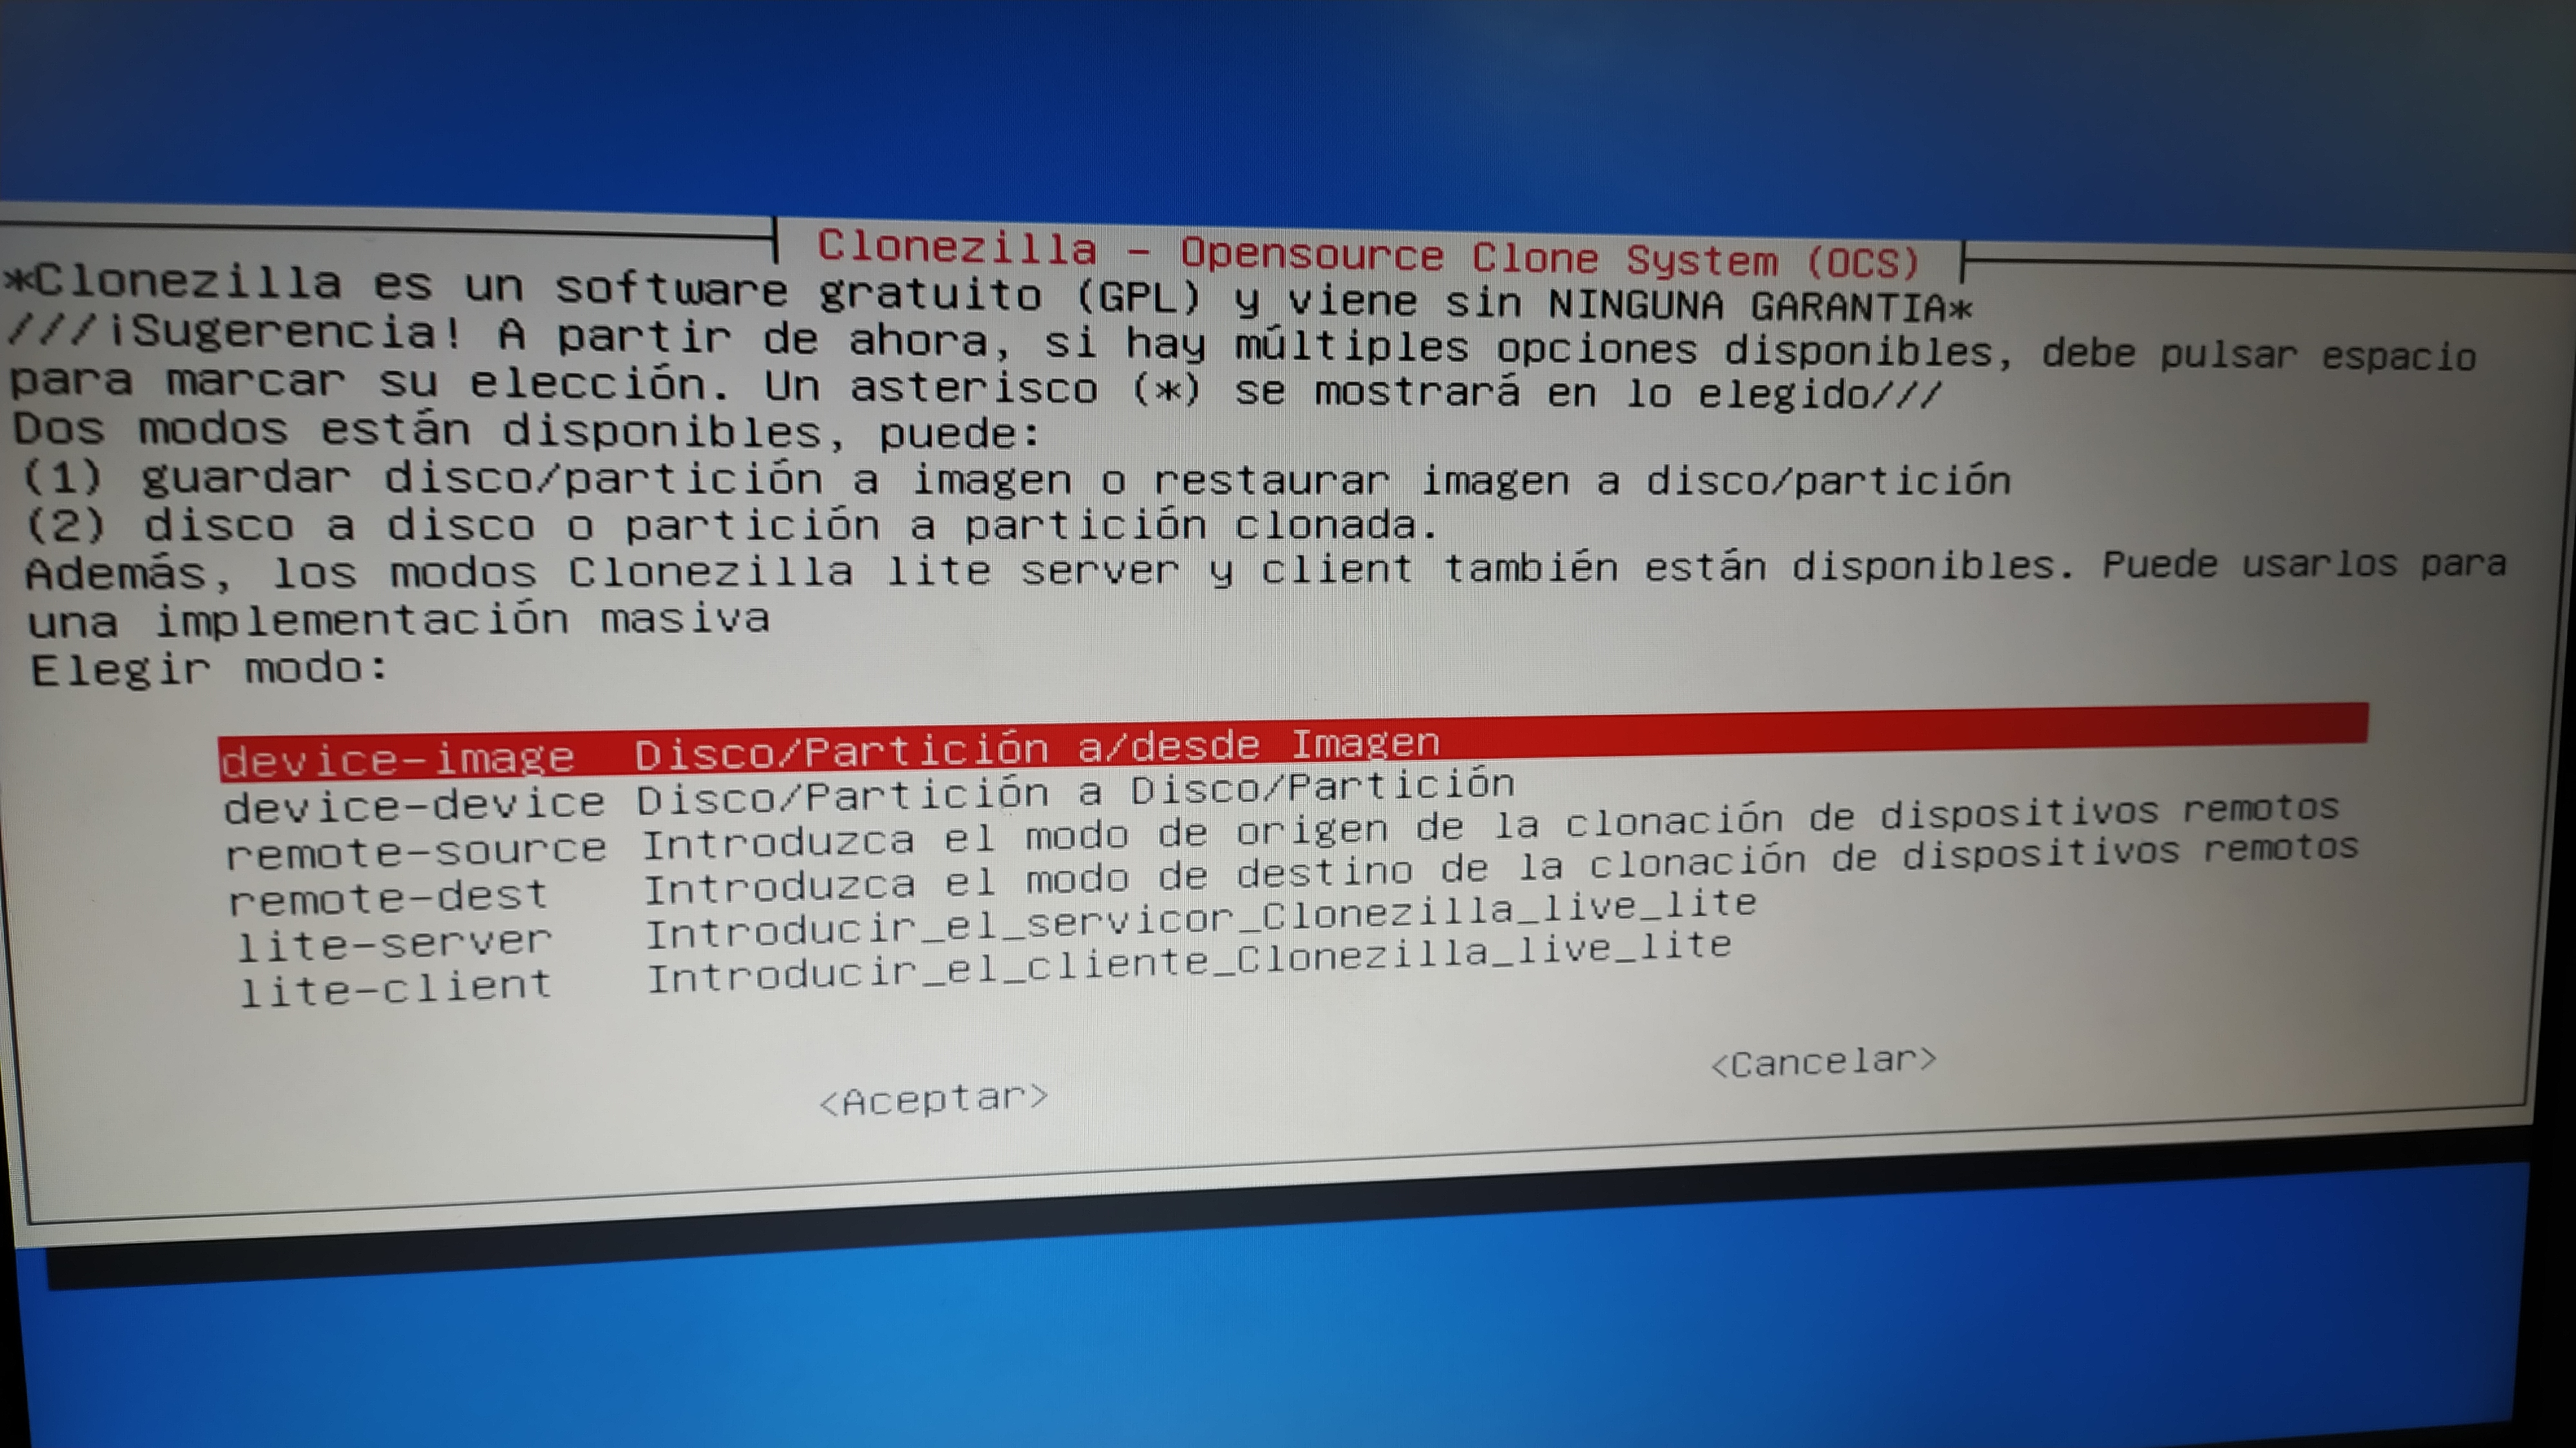 Clonezilla - Opensource Clone System (OCS)
*Clonezilla es un software gratuito (GPL) y viene sin NINGUNA GARANTIA*
///¡Sugerencia! A partir de ahora, si hay múltiples opciones disponibles, debe pulsar espacio
para marcar su elección. Un asterisco (*) se mostrará en lo elegido///
Dos modos están disponibles, puede:
(1) guardar disco/partición a imagen o restaurar imagen a disco/partición
(2) disco a disco o partición a partición clonada.
Además, los modos Clonezilla lite server y client también están disponibles. Puede usarlos para
una implementación masiva
Elegir modo:
device-image Disco/Partición a/desde Imagen
device-device Disco/Partición a Disco/Partición
remote-source Introduzca el modo de origen de la clonación de dispositivos remotos
remote-dest Introduzca el modo de destino de la clonación de dispositivos remotos
lite-server Introducir_el_servicor_Clonezilla_live_lite
lite-client Introducir_el_cliente_Clonezilla_live_lite
<Aceptar> <Cancelar>